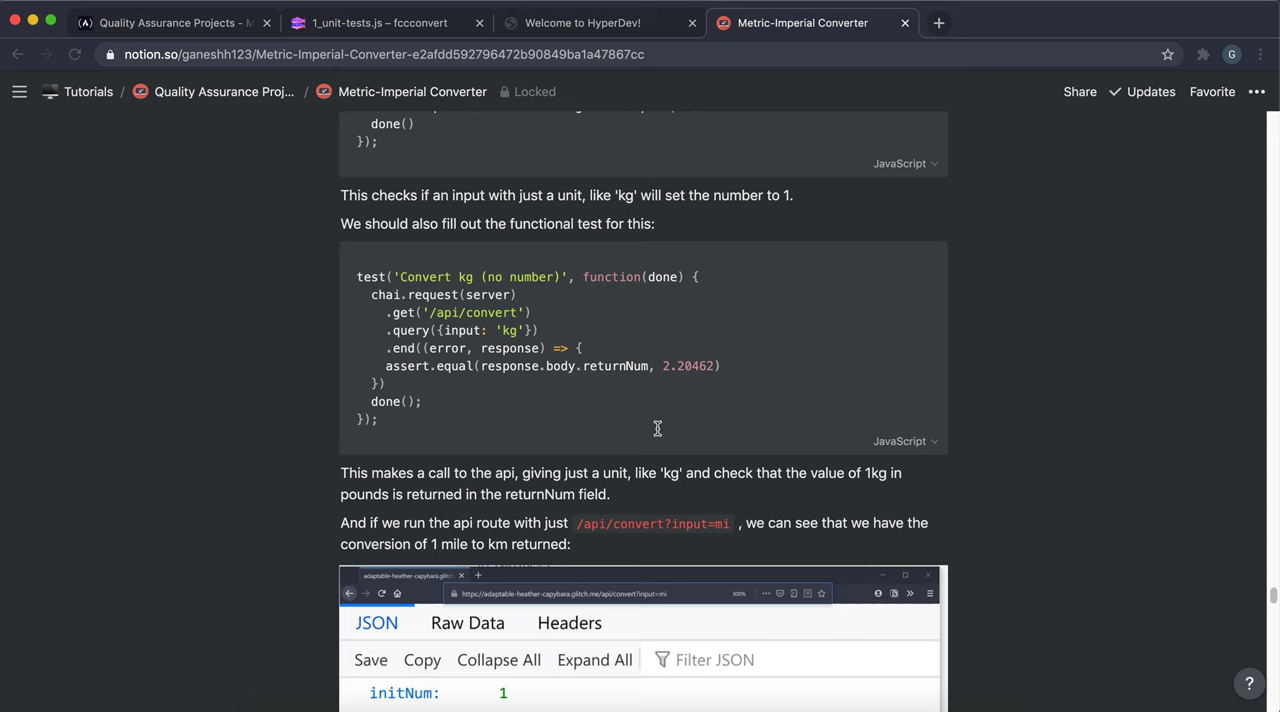 Quality Assurance Projects - M
1_unit-tests.js – fccconvert
Welcome to HyperDev!
Metric-Imperial Converter
notion.so/ganeshh123/Metric-Imperial-Converter-e2afdd592796472b90849ba1a47867cc
G
Tutorials / Quality Assurance Proj... / Metric-Imperial Converter Locked
Share Updates Favorite
done()
});
JavaScript
This checks if an input with just a unit, like 'kg' will set the number to 1.
We should also fill out the functional test for this:
test('Convert kg (no number)', function(done) {
chai.request(server)
.get('/api/convert')
.query({input: 'kg'})
.end((error, response) => {
assert.equal(response.body.returnNum, 2.20462)
})
done();
});
JavaScript
This makes a call to the api, giving just a unit, like 'kg' and check that the value of 1kg in
pounds is returned in the returnNum field.
And if we run the api route with just /api/convert?input=mi , we can see that we have the
conversion of 1 mile to km returned:
adaptable-heather-capybara.glitch
https://adaptable-heather-capybara.glitch.me/api/convert?input=mi
300%
JSON Raw Data Headers
Save Copy Collapse All Expand All Filter JSON
initNum: 1
?